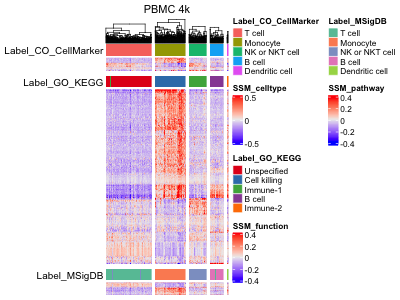 PBMC 4k
Label_CO_CellMarker
Label_GO_KEGG
Label_MSigDB
Label_CO_CellMarker
T cell
Monocyte
NK or NKT cell
B cell
Dendritic cell
SSM_celltype
0.5
0
-0.5
Label_GO_KEGG
Unspecified
Cell killing
Immune-1
B cell
Immune-2
SSM_function
0.4
0.2
0
-0.2
-0.4
Label_MSigDB
T cell
Monocyte
NK or NKT cell
B cell
Dendritic cell
SSM_pathway
0.4
0.2
0
-0.2
-0.4